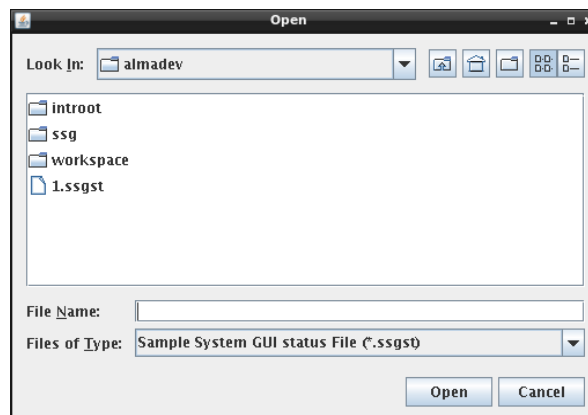 Open
Look In: almadev
introot
ssg
workspace
1.ssgst
File Name:
Files of Type: Sample System GUI status File (*.ssgst)
Open Cancel